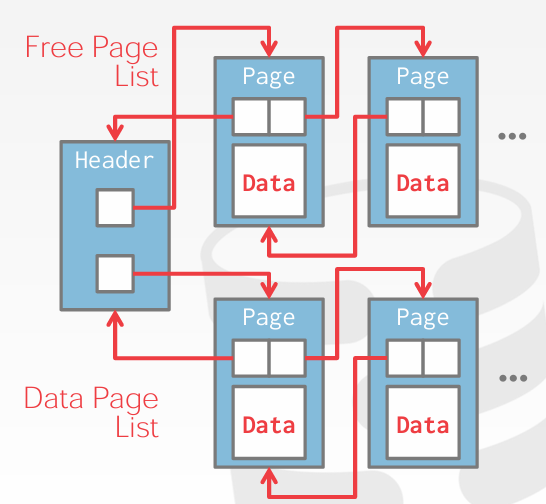 Free Page
List
Page
Page
Header
Data
Data
...
Page
Page
Data Page
List
Data
Data
...